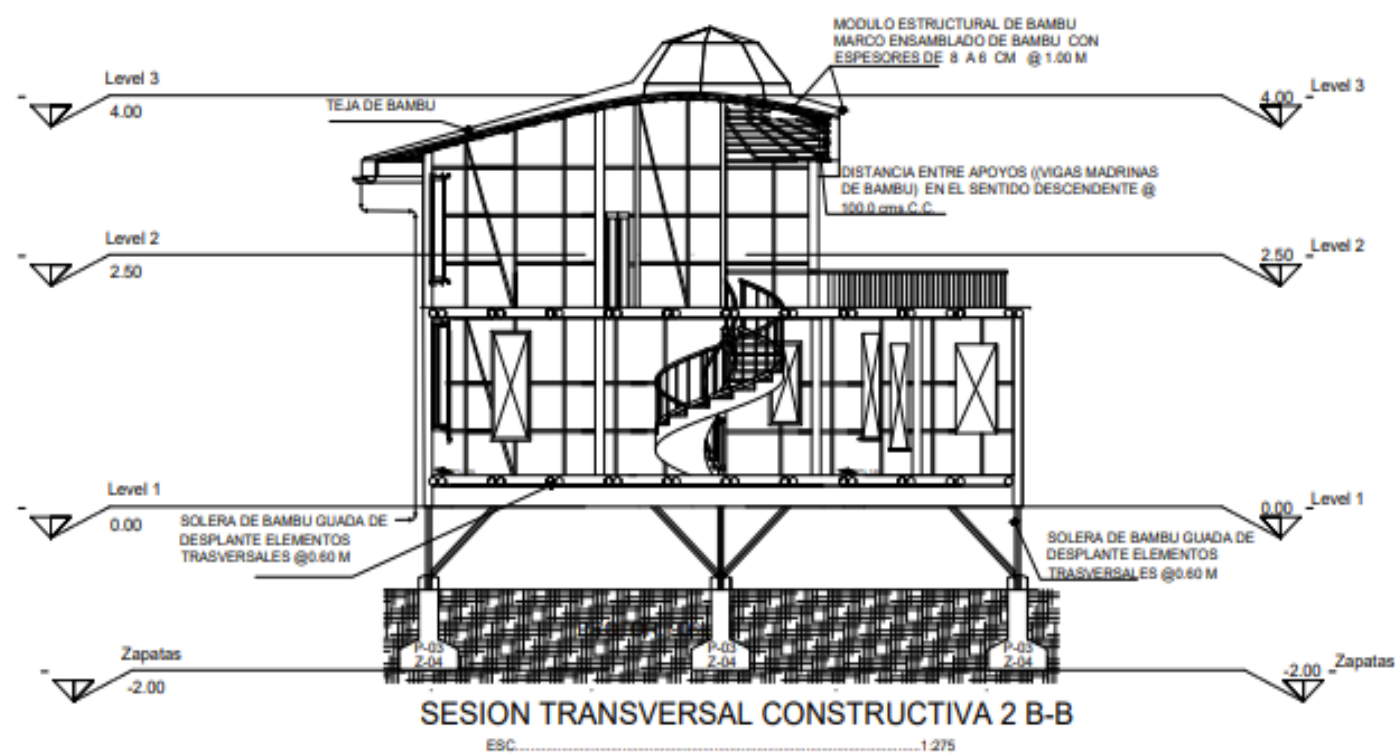 MODULO ESTRUCTURAL DE BAMBU
MARCO ENSAMBLADO DE BAMBU CON
ESPESORES DE 8 A 6 CM @ 1.00 M
Level 3
4.00
TEJA DE BAMBU
4.00
Level 3
DISTANCIA ENTRE APOYOS ((VIGAS MADRINAS
DE BAMBU) EN EL SENTIDO DESCENDENTE @
100.0 cms.C.C.
Level 2
2.50
2.50
Level 2
Level 1
0.00
SOLERA DE BAMBU GUADA DE
DESPLANTE ELEMENTOS
TRASVERSALES @0.60 M
0.00
Level 1
SOLERA DE BAMBU GUADA DE
DESPLANTE ELEMENTOS
TRASVERSALES @0.60 M
Zapatas
-2.00
P-03
Z-04
P-03
Z-04
P-03
Z-04
-2.00
Zapatas
SESION TRANSVERSAL CONSTRUCTIVA 2 B-B
ESC...1:275